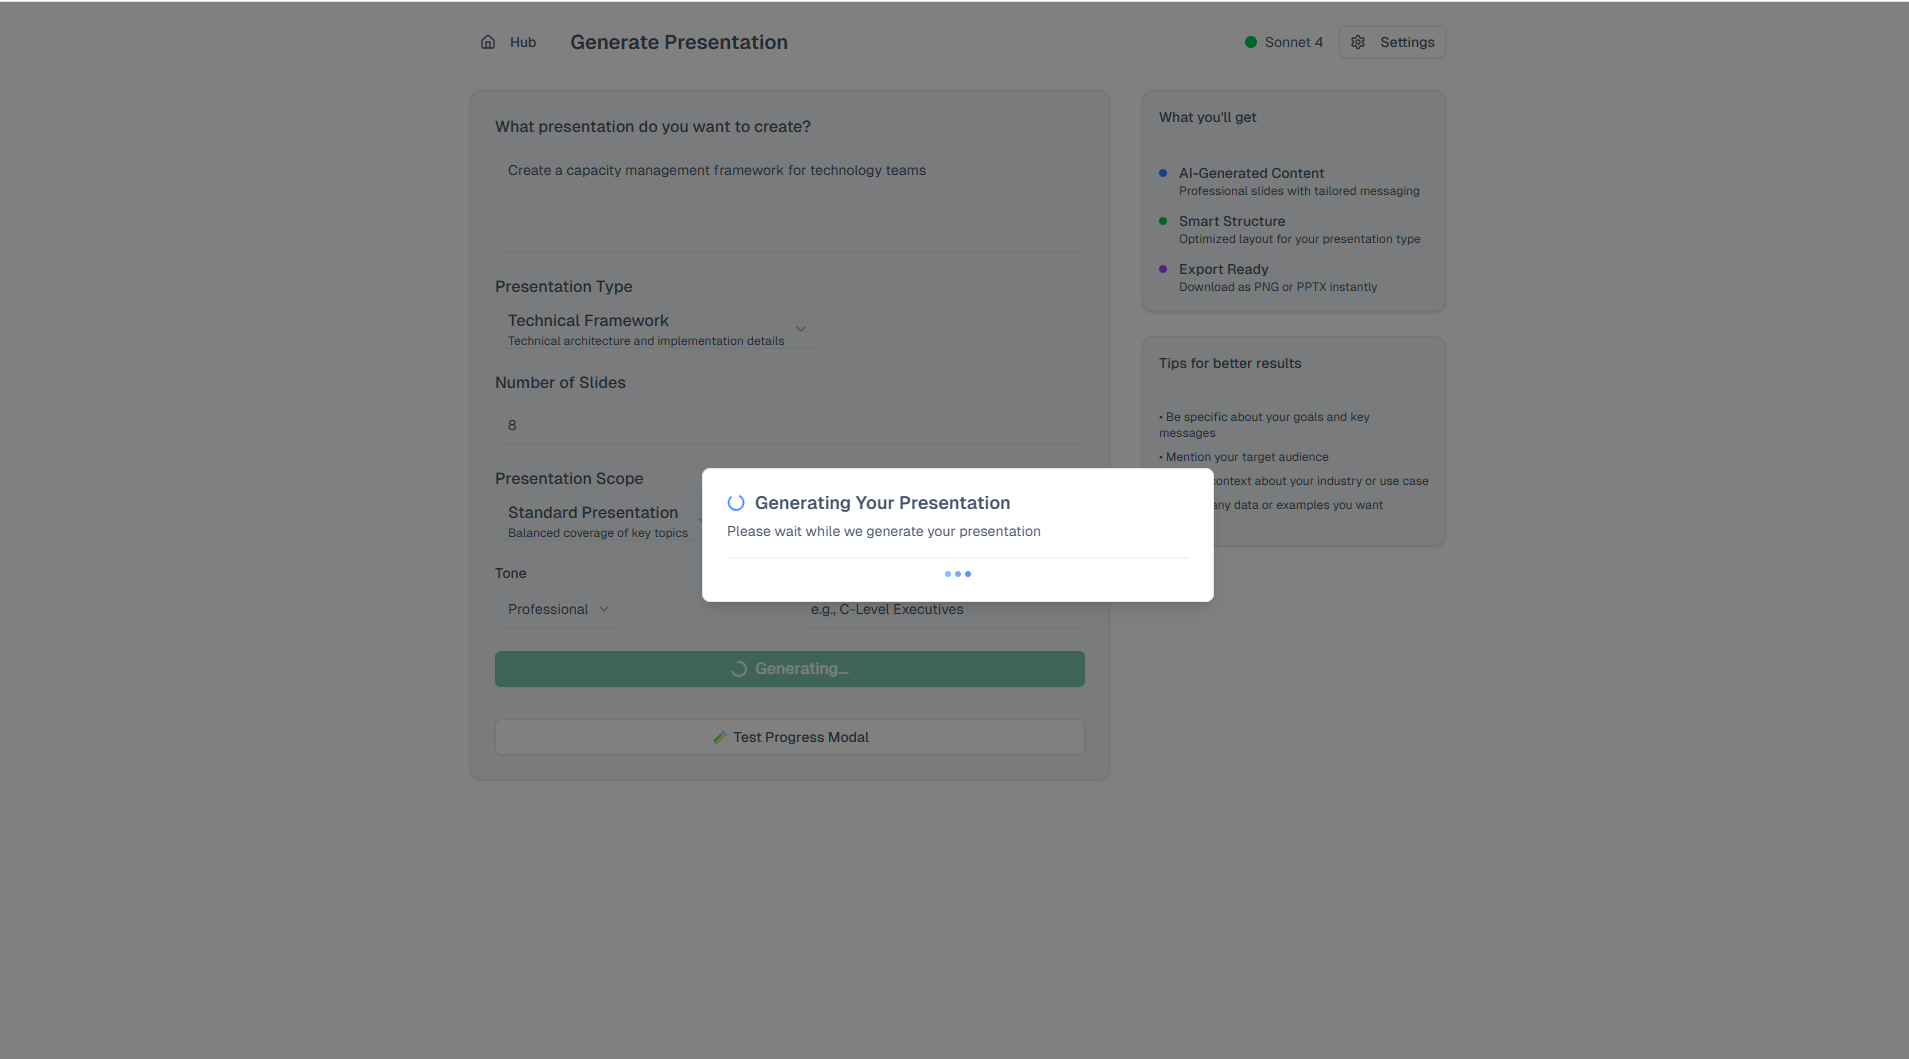 Hub
Generate Presentation
Sonnet 4
Settings
What presentation do you want to create?
Create a capacity management framework for technology teams
Presentation Type
Technical Framework
Technical architecture and implementation details
Number of Slides
8
Presentation Scope
Standard Presentation
Balanced coverage of key topics
Tone
Professional
e.g., C-Level Executives
Generating...
Test Progress Modal
What you'll get
AI-Generated Content
Professional slides with tailored messaging
Smart Structure
Optimized layout for your presentation type
Export Ready
Download as PNG or PPTX instantly
Tips for better results
• Be specific about your goals and key
messages
• Mention your target audience
context about your industry or use case
any data or examples you want
Generating Your Presentation
Please wait while we generate your presentation